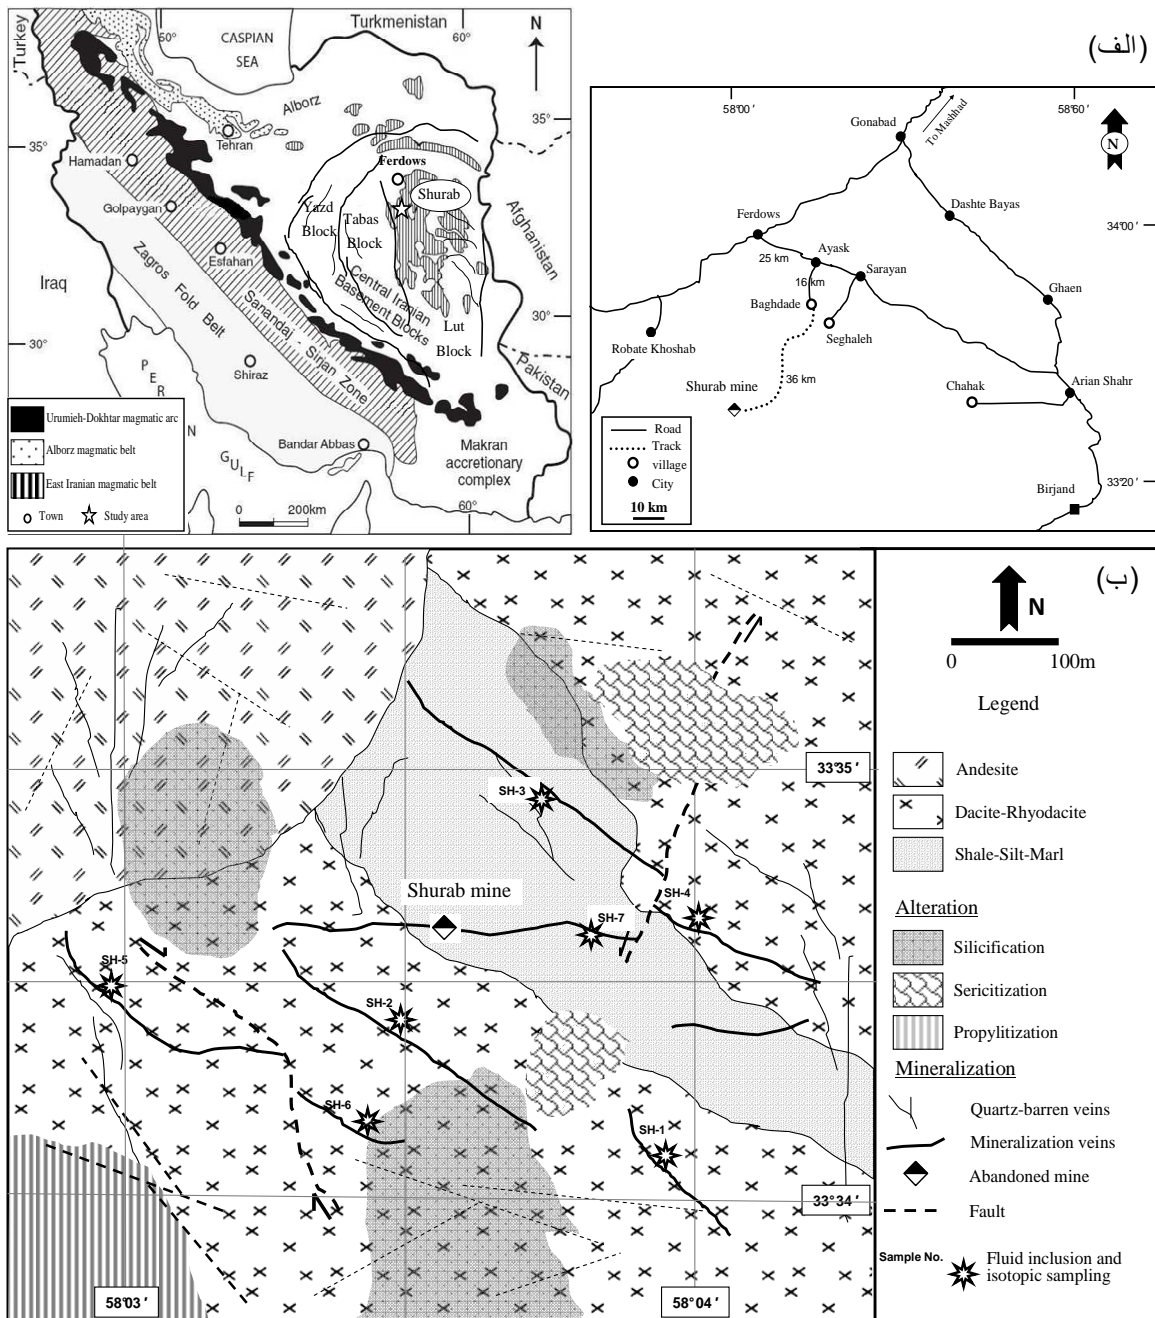 Turkey
50°
CASPIAN
SEA
Turkmenistan
60°
N
Alborz
35°
35°
Tehran
Hamadan
Ferdows
Shurab
Golpaygan
Yazd
Block
Tabas
Block
Afghanistan
Esfahan
Iraq
Zagros Fold Belt
Sanandaj - Sirjan Zone
Central Iranian
Basement Blocks
Lut
Block
30°
30°
Pakistan
Shiraz
P E R
N
G U L F
Bandar Abbas
Makran
accretionary
complex
60°
Urumieh-Dokhtar magmatic arc
Alborz magmatic belt
East Iranian magmatic belt
Town
Study area
0 200km
(الف)
58°00 ′
58°60 ′
Gonabad
To Mashhad
N
Dashte Bayas
Ferdows
34°00 ′
25 km
Ayask
Sarayan
16 km
Baghdade
Ghaen
Seghaleh
Robate Khoshab
36 km
Shurab mine
Chahak
Arian Shahr
Road
Track
village
City
10 km
33°20 ′
Birjand
(ب)
N
0 100m
Legend
33°35 ′
Andesite
SH-3
Dacite-Rhyodacite
Shale-Silt-Marl
Shurab mine
SH-4
SH-7
Alteration
Silicification
SH-5
SH-2
Sericitization
Propylitization
Mineralization
SH-6
Quartz-barren veins
SH-1
Mineralization veins
Abandoned mine
33° 34 ′
Fault
Sample No.
Fluid inclusion and
isotopic sampling
58°03 ′
58° 04 ′